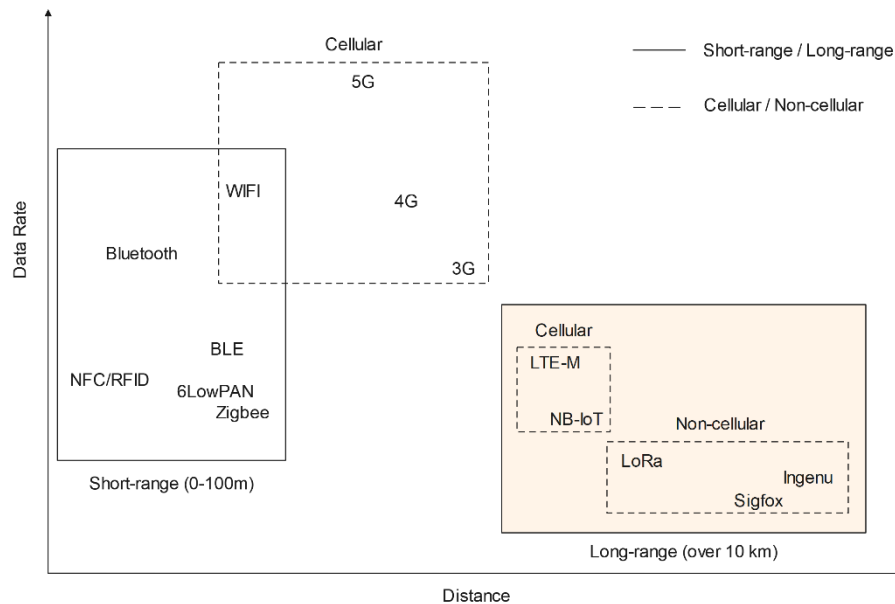 Cellular
5G
Short-range / Long-range
Cellular / Non-cellular
WIFI
4G
Bluetooth
3G
Data Rate
BLE
NFC/RFID
6LowPAN
Zigbee
Short-range (0-100m)
Cellular
LTE-M
NB-IoT
Non-cellular
LoRa
Ingenu
Sigfox
Long-range (over 10 km)
Distance